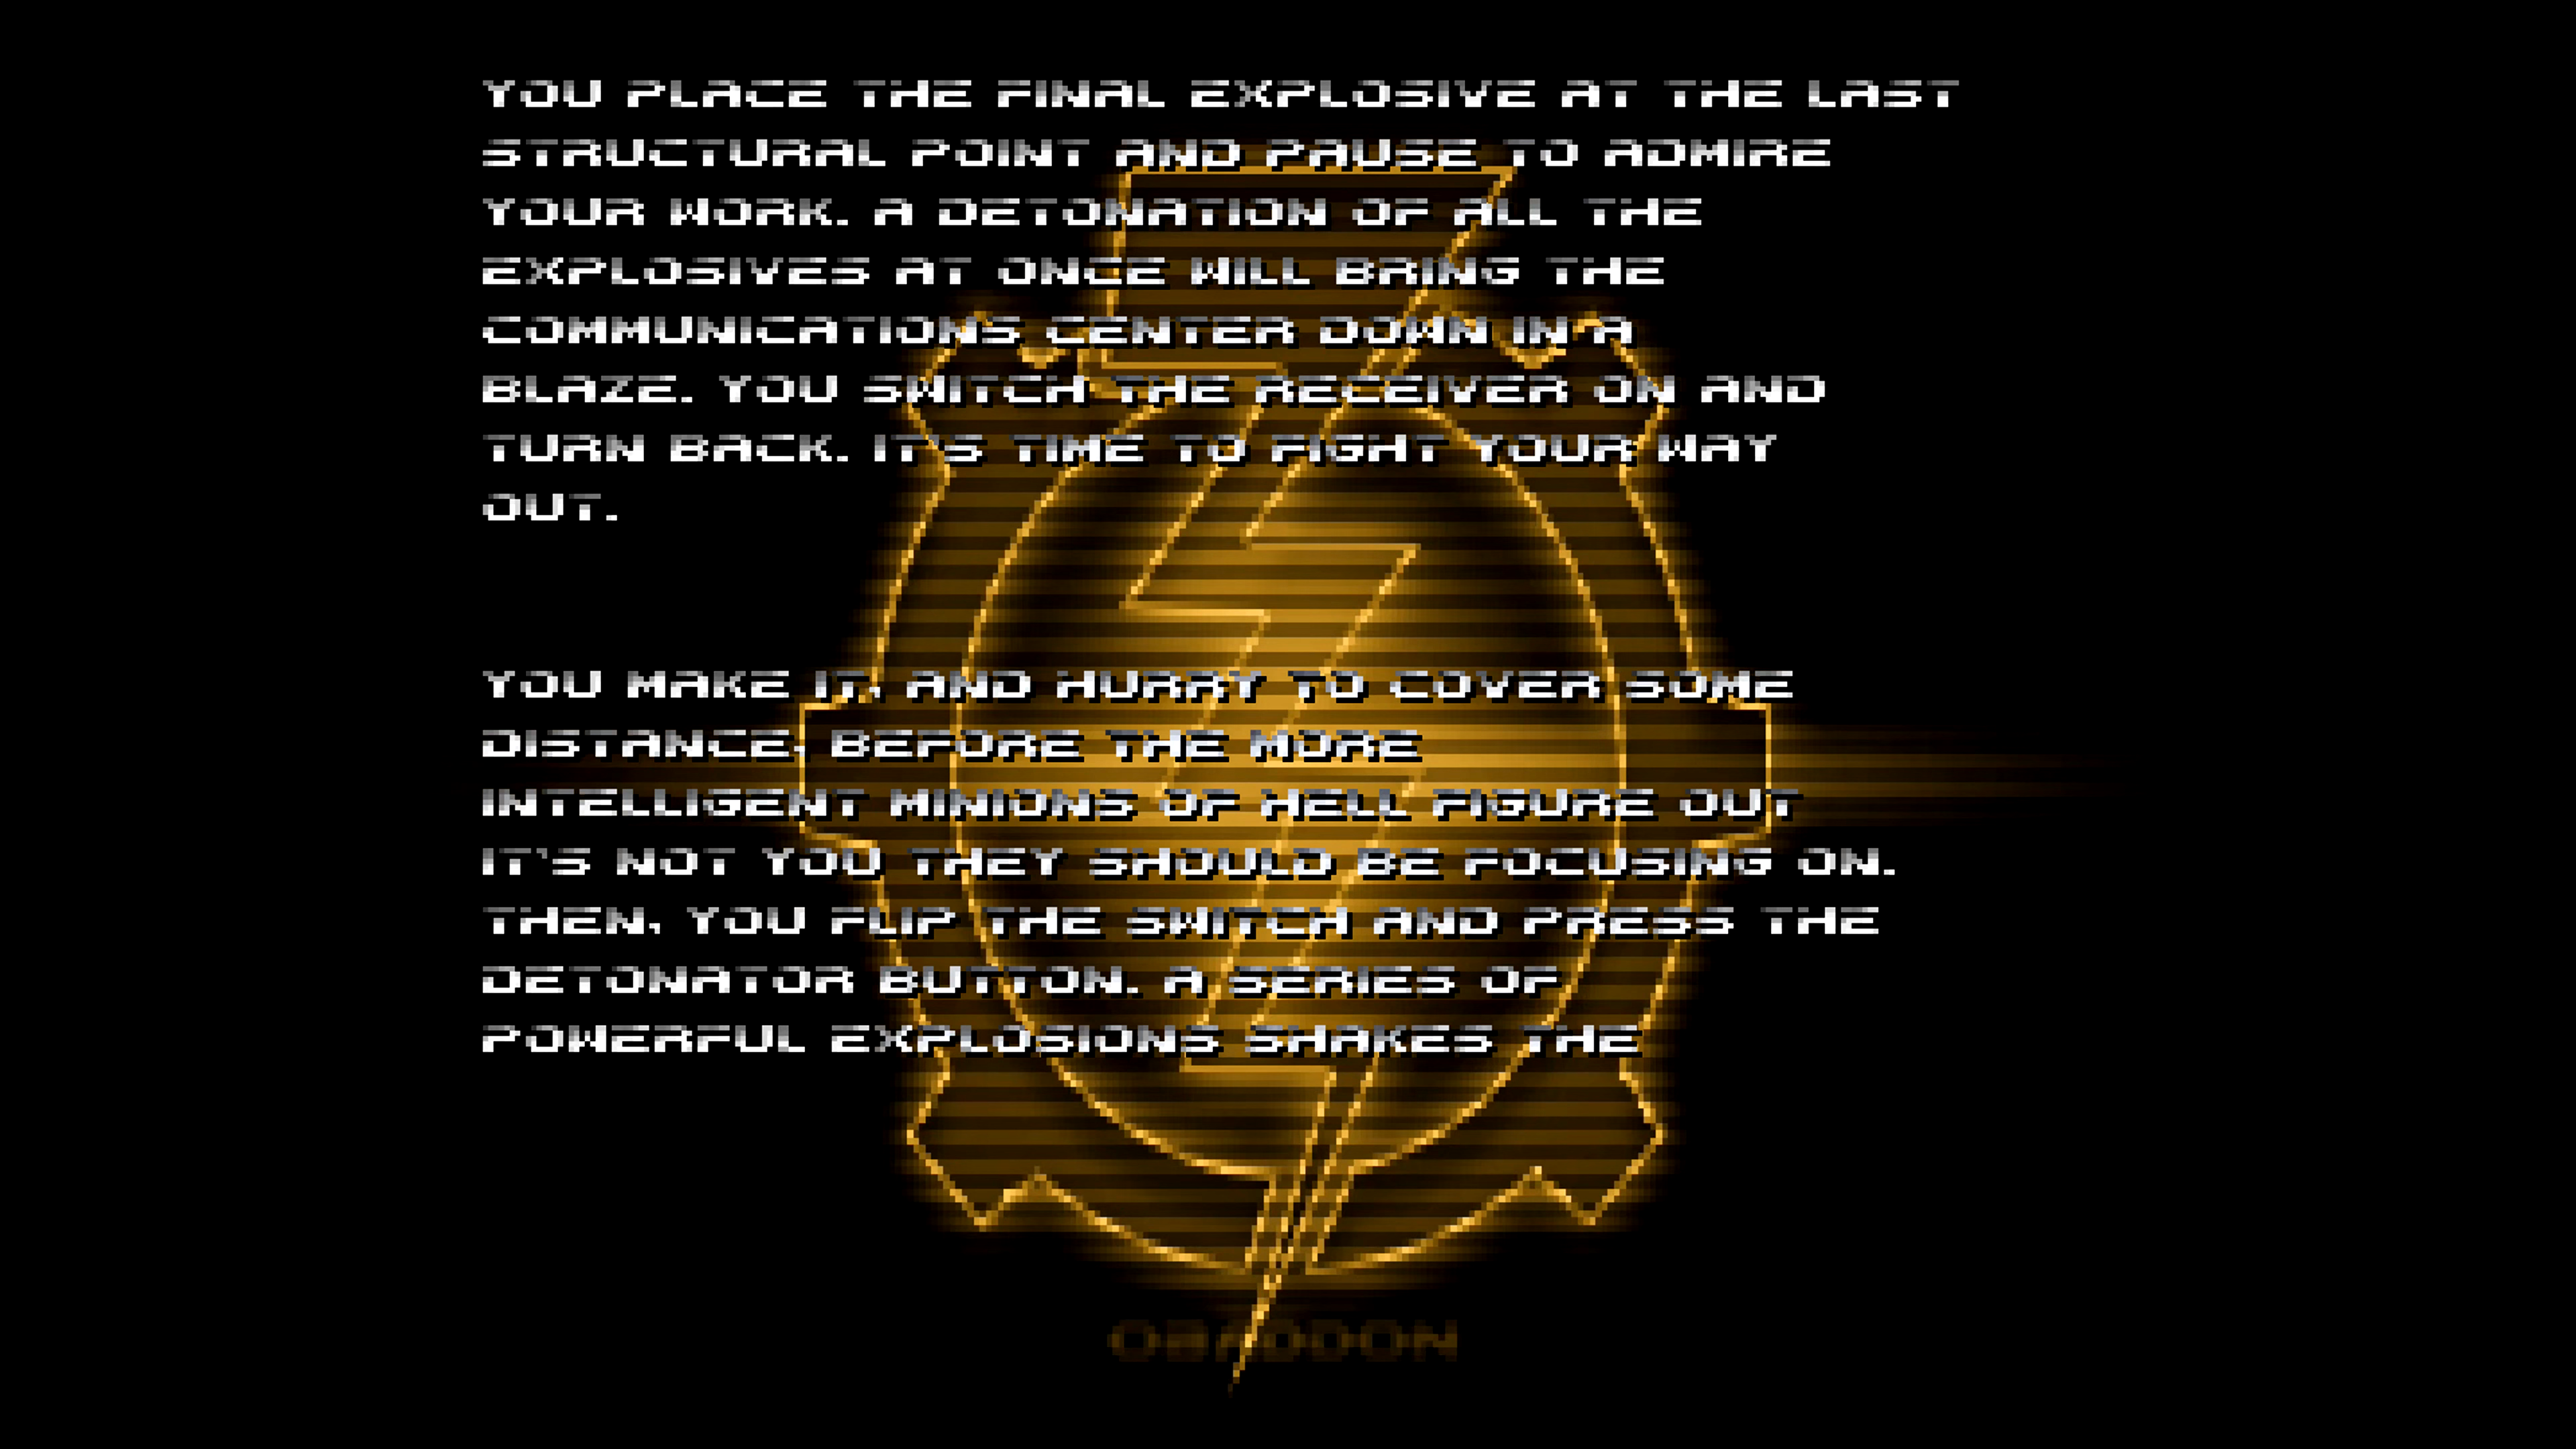 YOU PLACE THE FINAL EXPLOSIVE AT THE LAST
STRUCTURAL POINT AND PAUSE TO ADMIRE
YOUR WORK. A DETONATION OF ALL THE
EXPLOSIVES AT ONCE WILL BRING THE
COMMUNICATIONS CENTER DOWN IN A
BLAZE. YOU SWITCH THE RECEIVER ON AND
TURN BACK. IT'S TIME TO FIGHT YOUR WAY
OUT.
YOU MAKE IT, AND HURRY TO COVER SOME
DISTANCE, BEFORE THE MORE
INTELLIGENT MINIONS OF HELL FIGURE OUT
IT'S NOT YOU THEY SHOULD BE FOCUSING ON.
THEN, YOU FLIP THE SWITCH AND PRESS THE
DETONATOR BUTTON. A SERIES OF
POWERFUL EXPLOSIONS SHAKES THE
OBADDON